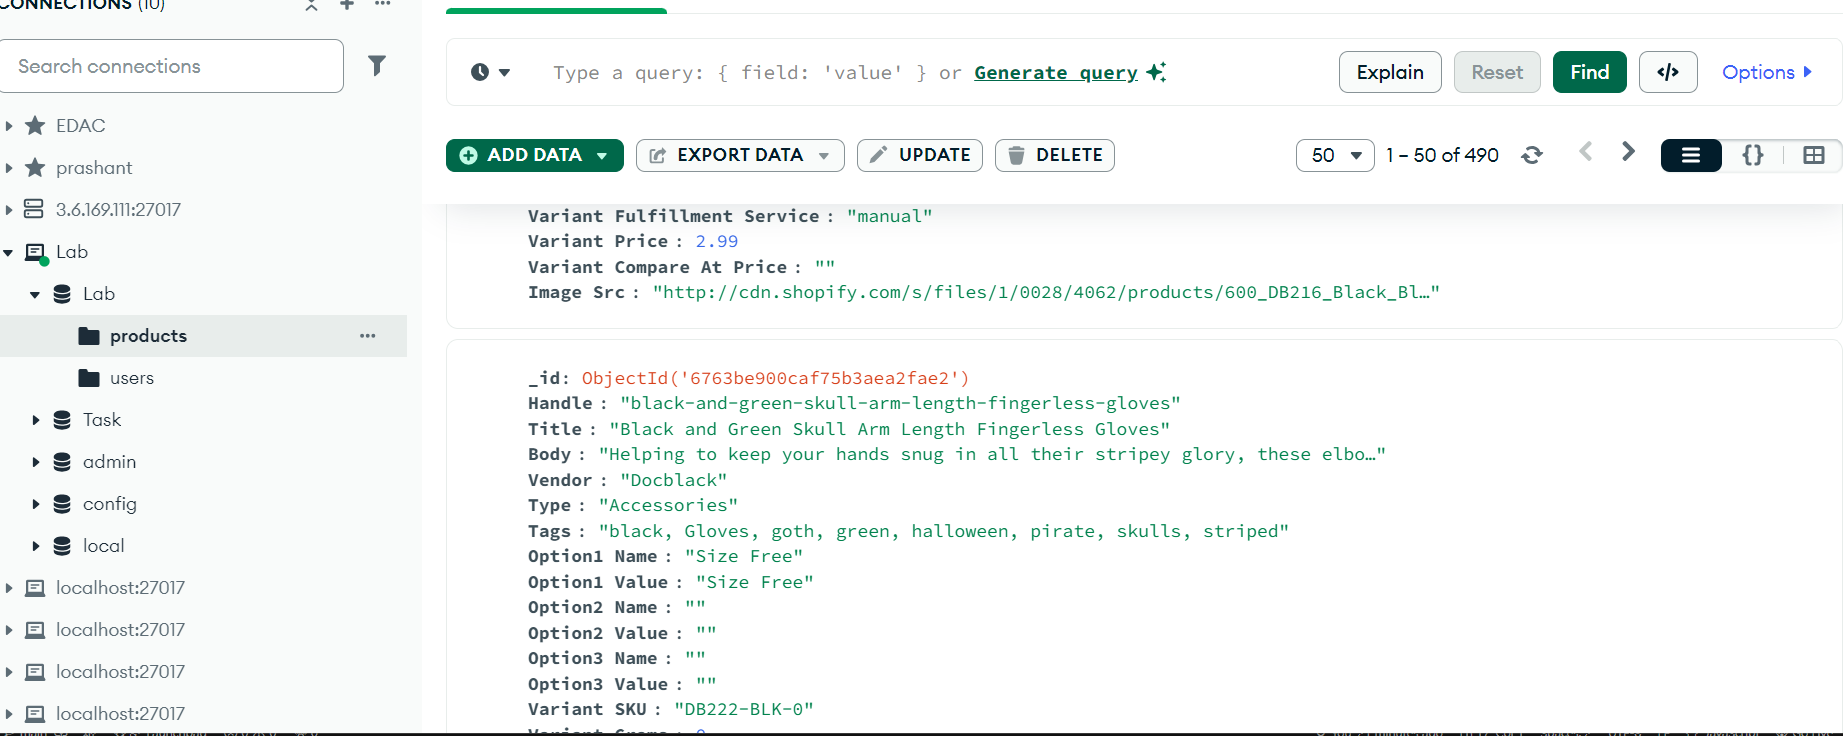 CONNECTIONS (10)
Search connections
EDAC
prashant
3.6.169.111:27017
Lab
Lab
products
users
Task
admin
config
local
localhost:27017
localhost:27017
localhost:27017
localhost:27017
Type a query: { field: 'value' } or Generate query
Explain
Reset
Find
</>
Options
ADD DATA
EXPORT DATA
UPDATE
DELETE
50
1 – 50 of 490
{}
Variant Fulfillment Service : "manual"
Variant Price : 2.99
Variant Compare At Price : ""
Image Src : "http://cdn.shopify.com/s/files/1/0028/4062/products/600_DB216_Black_Bl…"
_id: ObjectId('6763be900caf75b3aea2fae2')
Handle : "black-and-green-skull-arm-length-fingerless-gloves"
Title : "Black and Green Skull Arm Length Fingerless Gloves"
Body : "Helping to keep your hands snug in all their stripey glory, these elbo…"
Vendor : "Docblack"
Type : "Accessories"
Tags : "black, Gloves, goth, green, halloween, pirate, skulls, striped"
Option1 Name : "Size Free"
Option1 Value : "Size Free"
Option2 Name : ""
Option2 Value : ""
Option3 Name : ""
Option3 Value : ""
Variant SKU : "DB222-BLK-0"